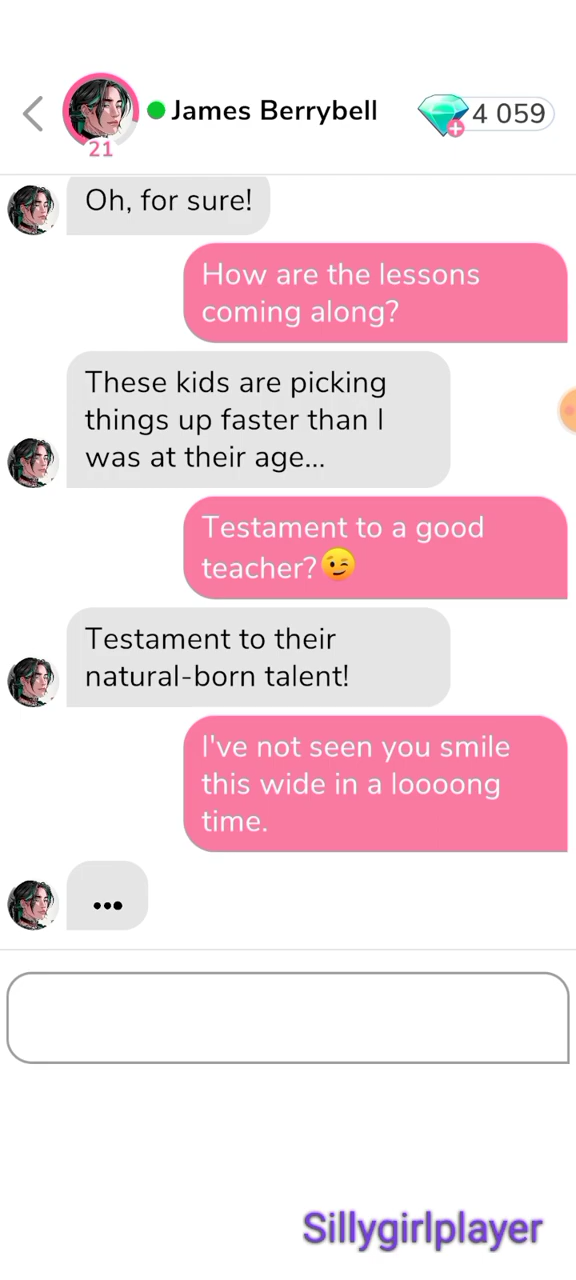 James Berrybell
4 059
21
Oh, for sure!
How are the lessons
coming along?
These kids are picking
things up faster than I
was at their age...
Testament to a good
teacher?😉
Testament to their
natural-born talent!
I've not seen you smile
this wide in a loooong
time.
...
Sillygirlplayer